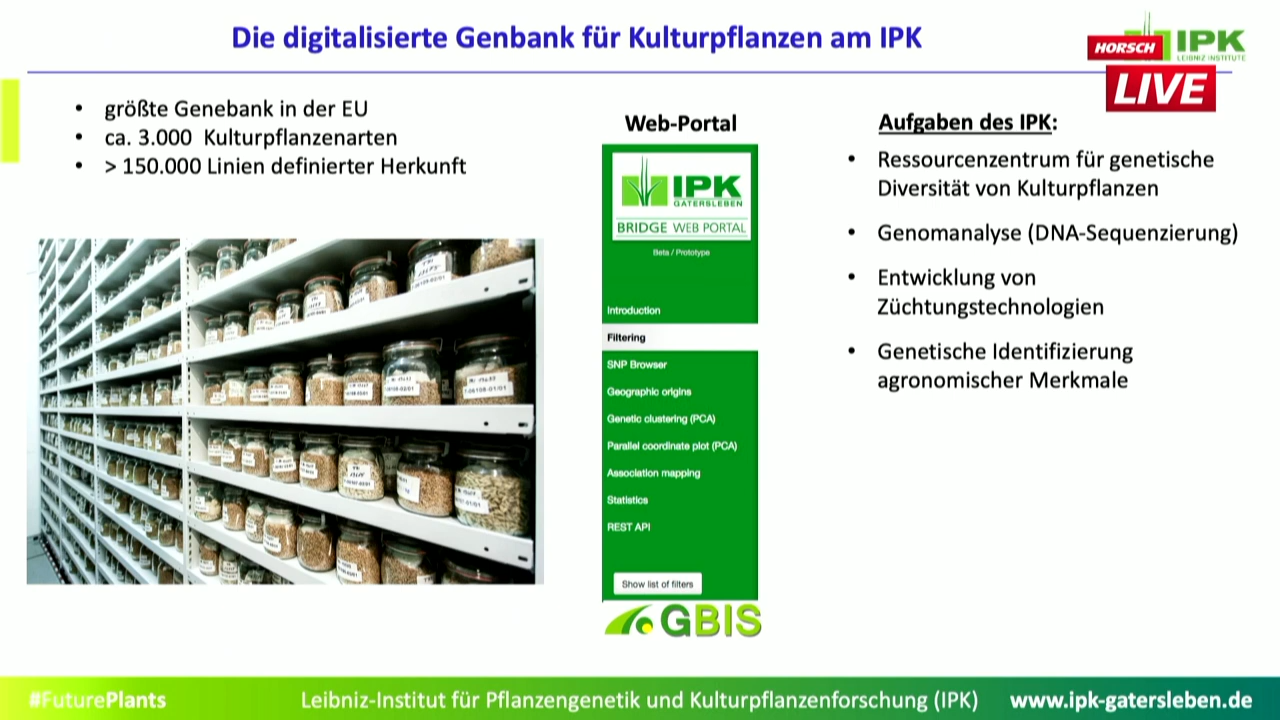 Die digitalisierte Genbank für Kulturpflanzen am IPK
HORSCH
LIVE
IPK
LEIBNIZ INSTITUTE
• größte Genebank in der EU
• ca. 3.000 Kulturpflanzenarten
• > 150.000 Linien definierter Herkunft
Web-Portal
IPK
GATERSLEBEN
BRIDGE WEB PORTAL
Beta / Prototype
Introduction
Filtering
SNP Browser
Geographic origins
Genetic clustering (PCA)
Parallel coordinate plot (PCA)
Association mapping
Statistics
REST API
Show list of filters
GBIS
Aufgaben des IPK:
• Ressourcenzentrum für genetische
Diversität von Kulturpflanzen
• Genomanalyse (DNA-Sequenzierung)
• Entwicklung von
Züchtungstechnologien
• Genetische Identifizierung
agronomischer Merkmale
#FuturePlants
Leibniz-Institut für Pflanzengenetik und Kulturpflanzenforschung (IPK)
www.ipk-gatersleben.de